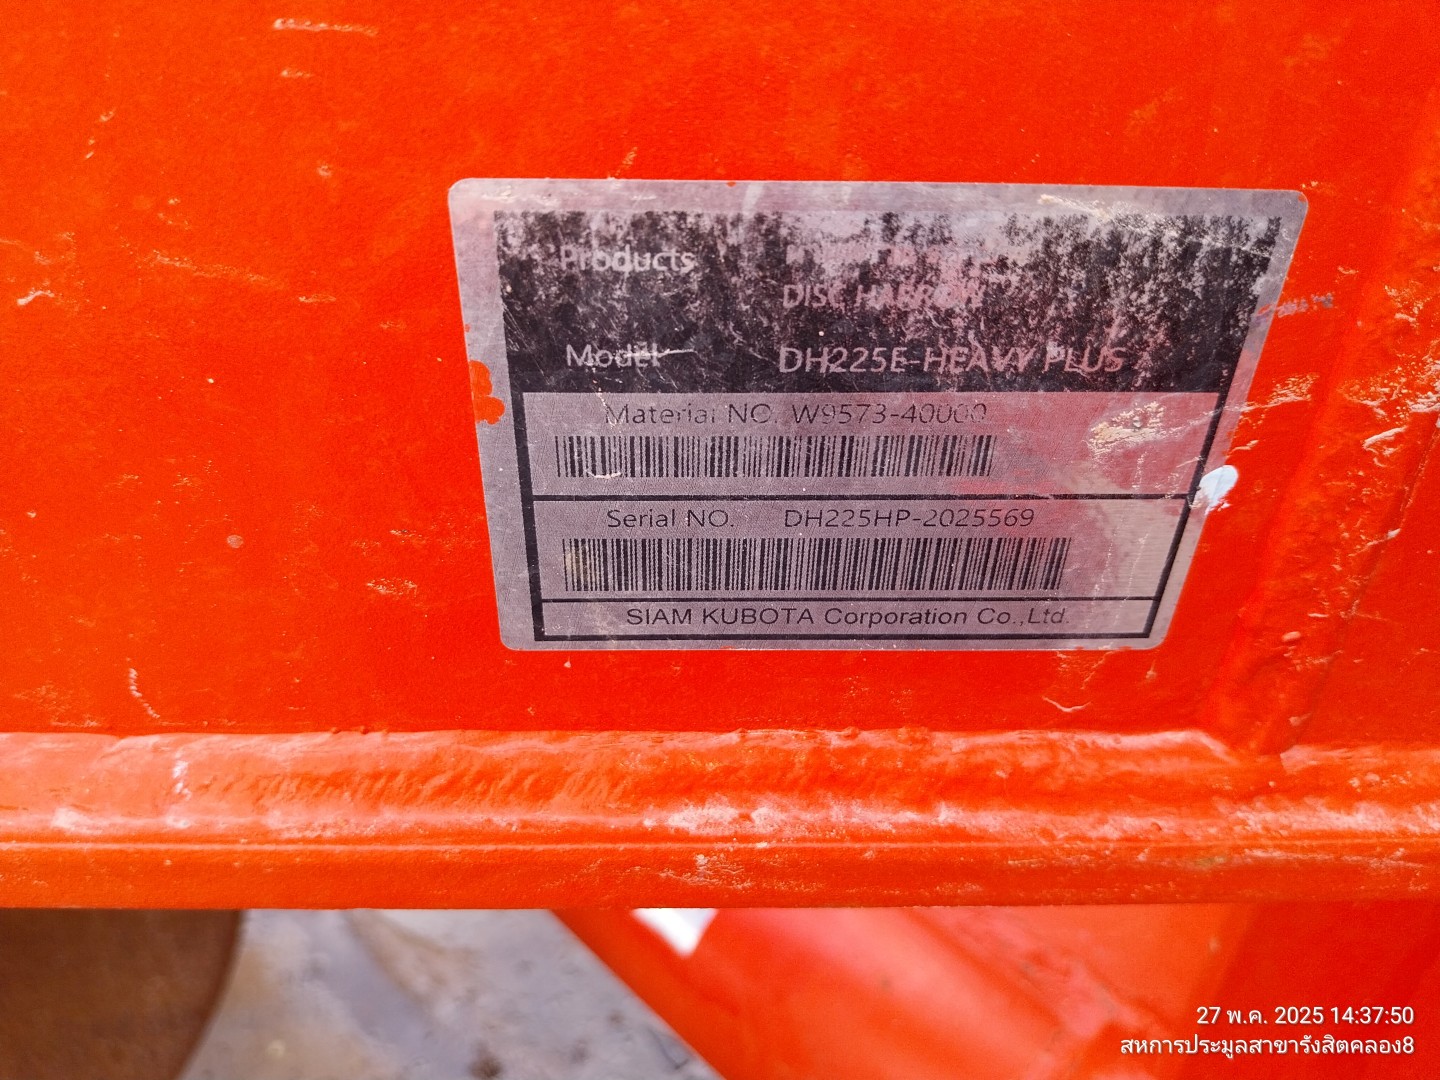 Products
DISC HARROW
Model DH225E-HEAVY PLUS
Material NO. W9573-40000
Serial NO. DH225HP-2025569
SIAM KUBOTA Corporation Co.,Ltd.
27 พ.ค. 2025 14:37:50
สหการประมูลสาขารังสิตคลอง8